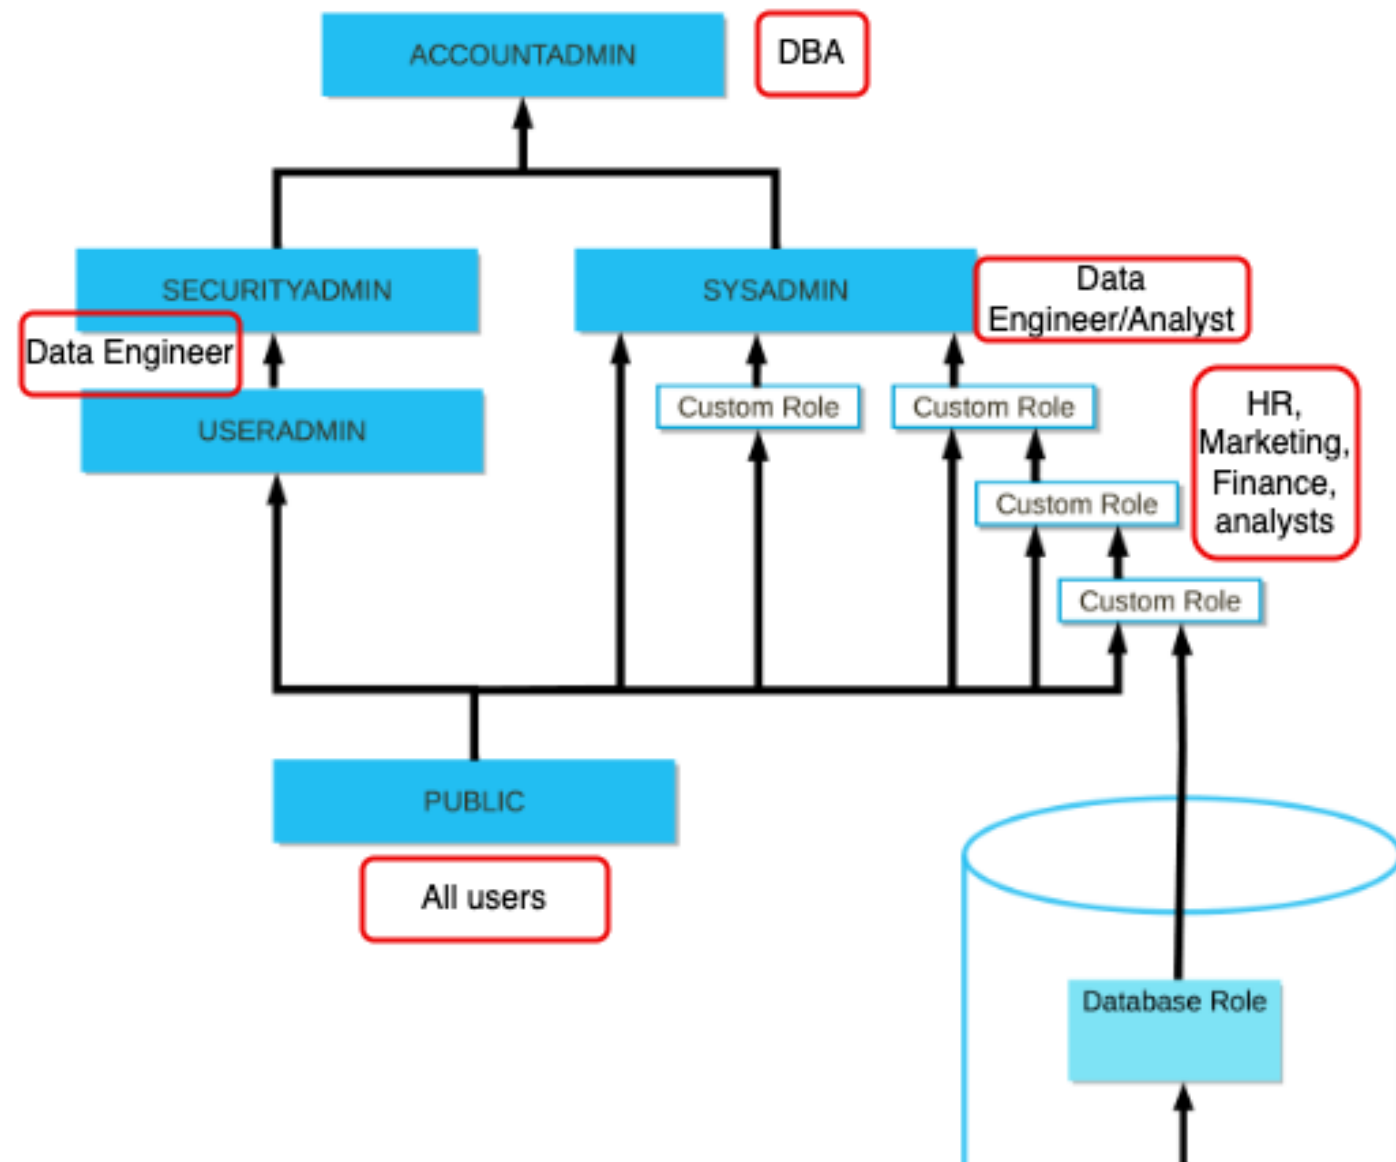 ACCOUNTADMIN
DBA
SECURITYADMIN
SYSADMIN
Data
Engineer/Analyst
Data Engineer
USERADMIN
Custom Role
Custom Role
HR,
Marketing,
Finance,
analysts
Custom Role
Custom Role
PUBLIC
All users
Database Role